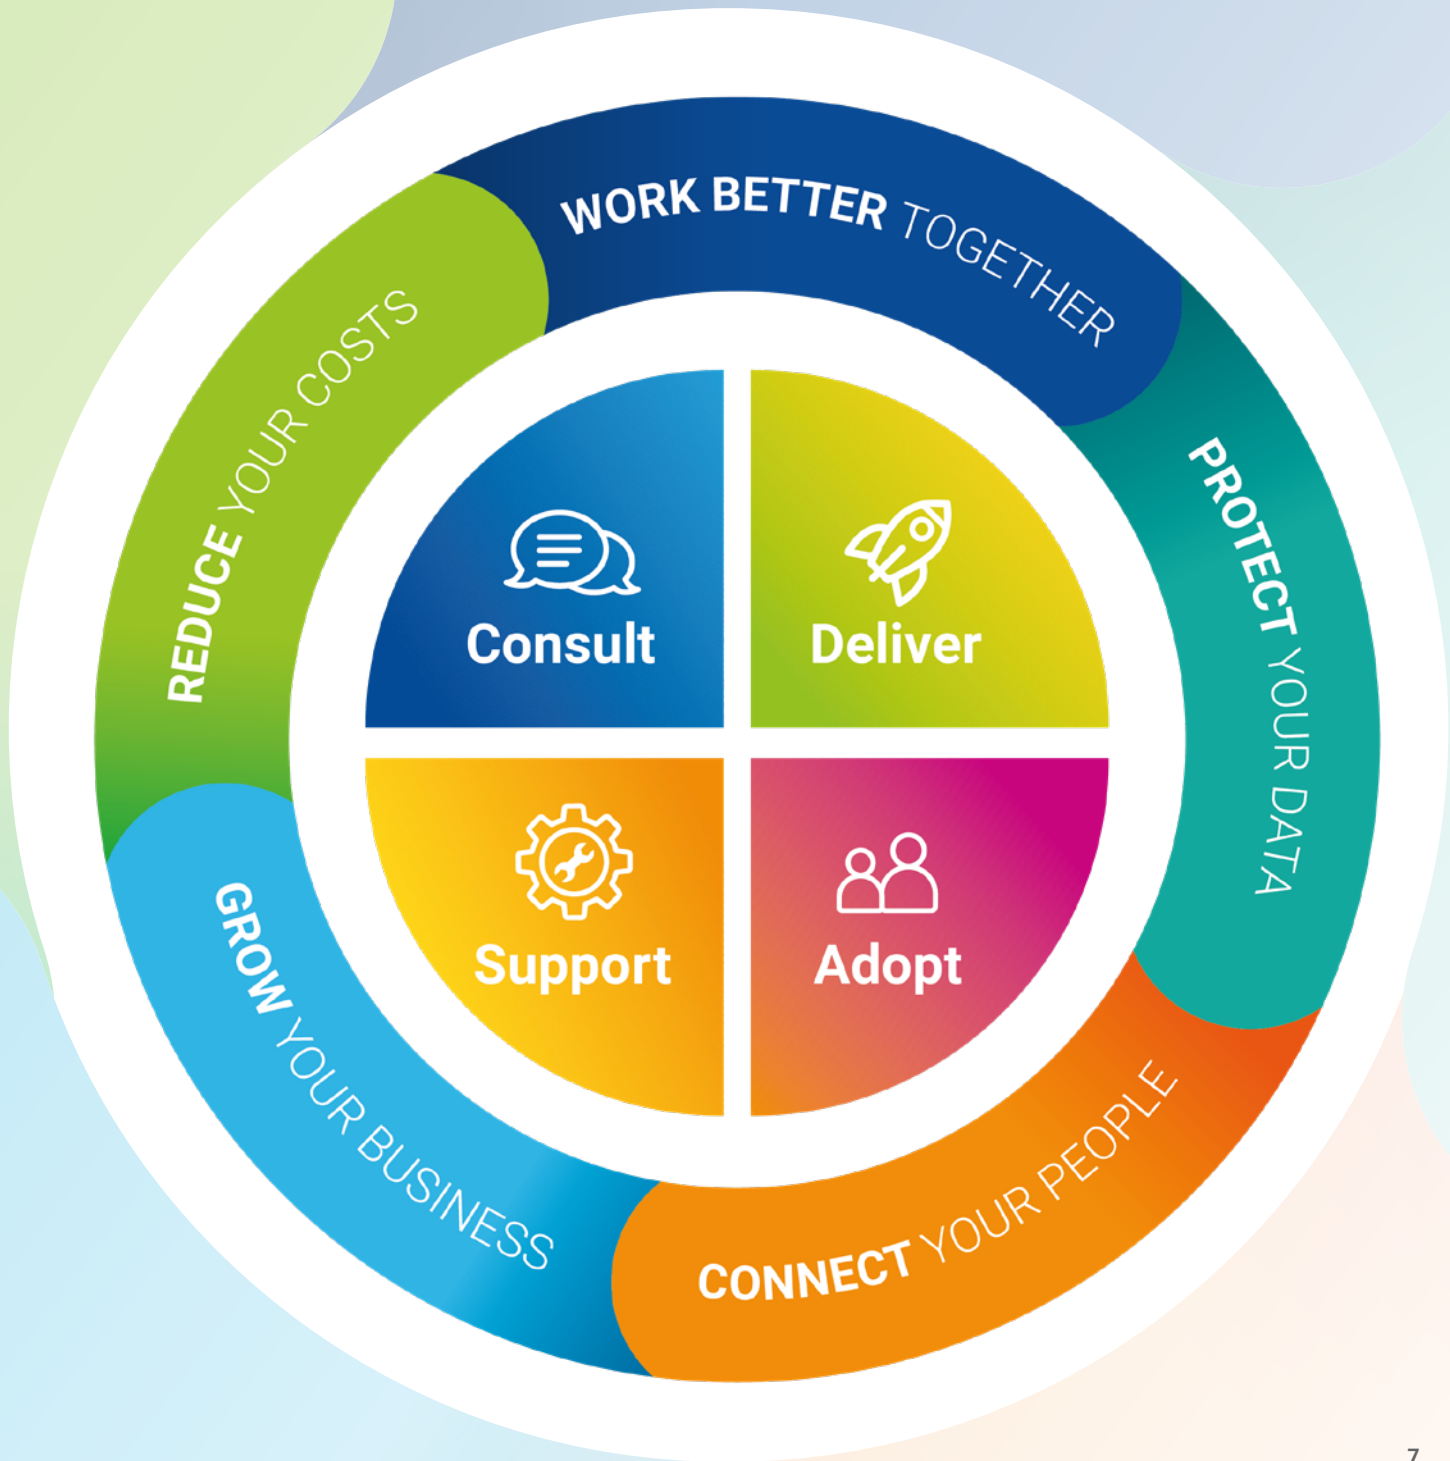 WORK BETTER TOGETHER
PROTECT YOUR DATA
CONNECT YOUR PEOPLE
GROW YOUR BUSINESS
REDUCE YOUR COSTS
Consult
Deliver
Support
Adopt
7